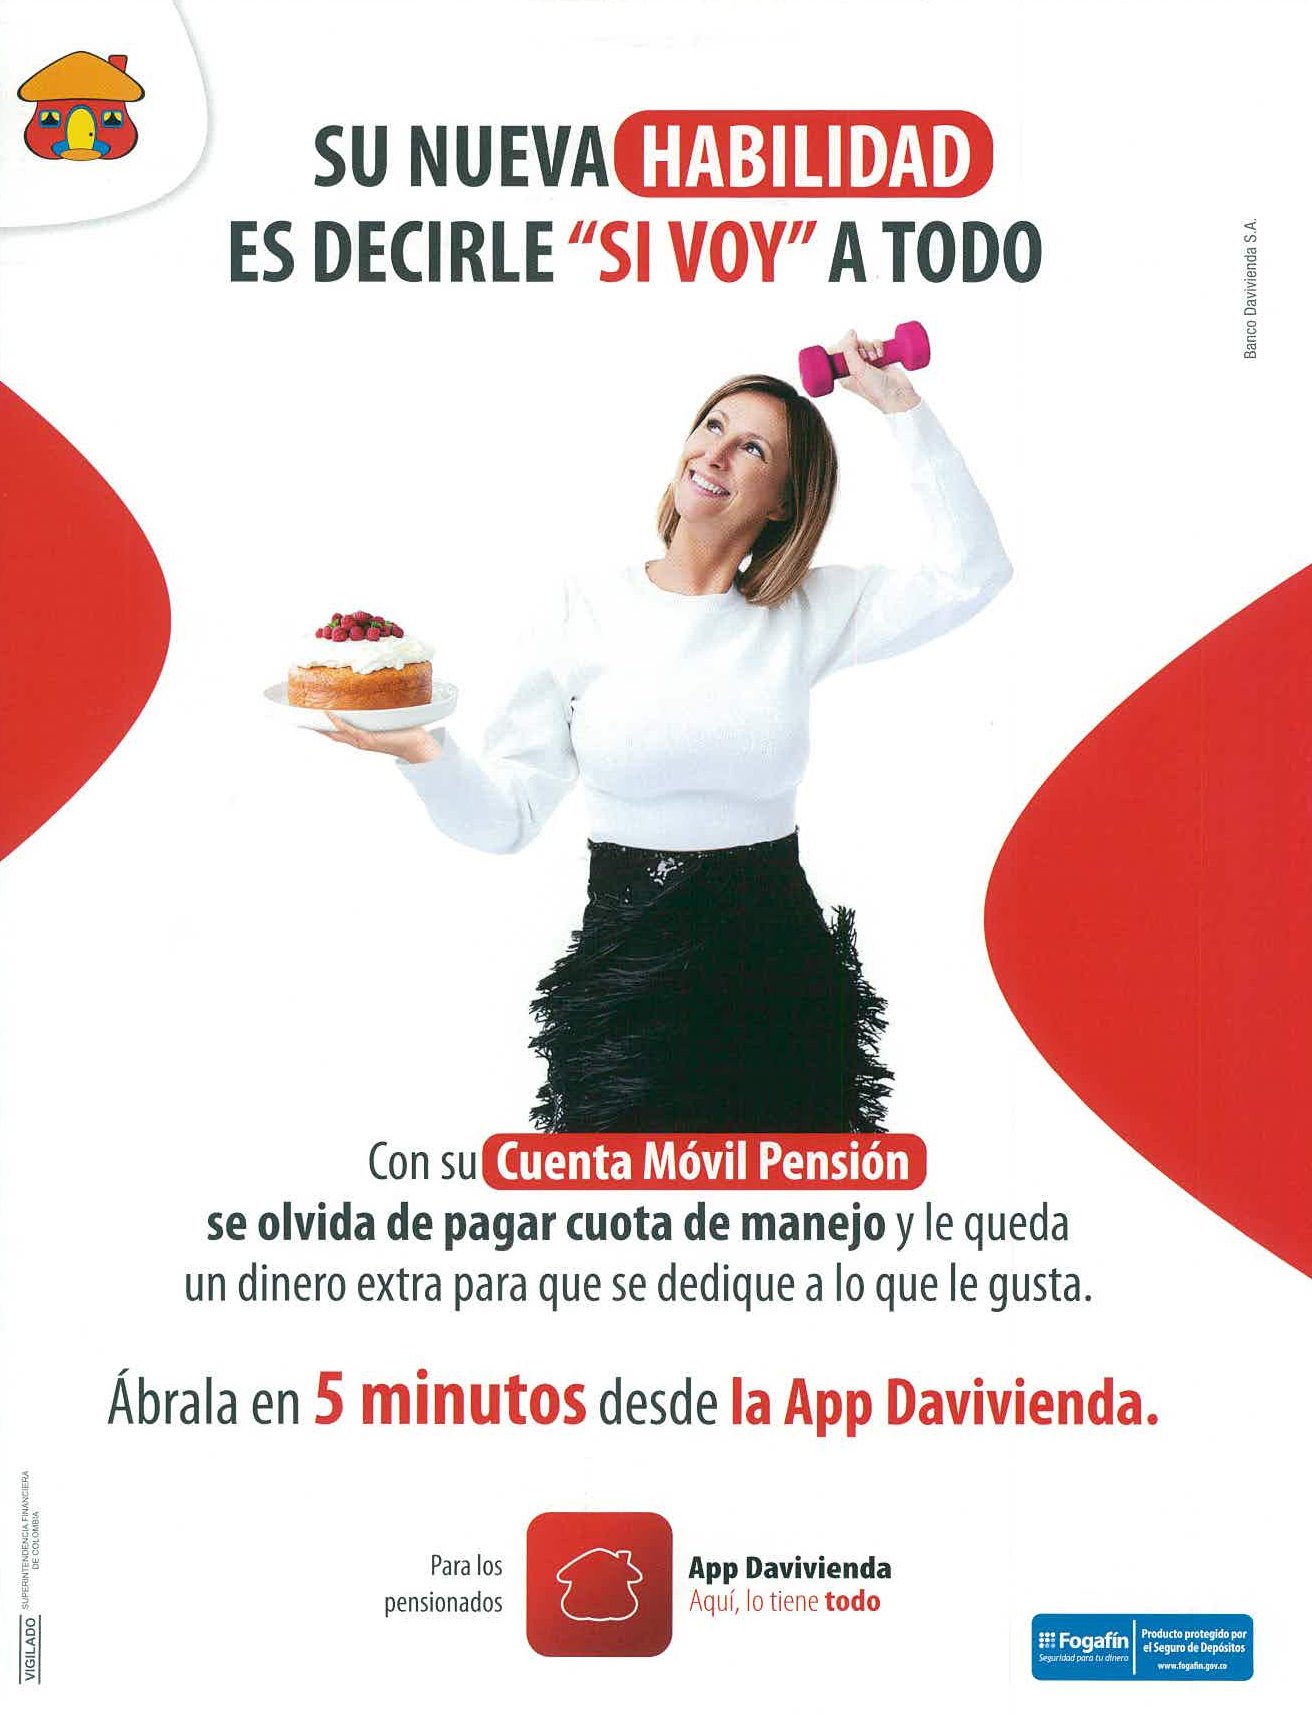 SU NUEVA HABILIDAD
ES DECIRLE “SI VOY” A TODO
Banco Davivienda S.A.
Con su Cuenta Móvil Pensión
se olvida de pagar cuota de manejo y le queda
un dinero extra para que se dedique a lo que le gusta.
Ábrala en 5 minutos desde la App Davivienda.
Para los
pensionados
App Davivienda
Aquí, lo tiene todo
VIGILADO SUPERINTENDENCIA FINANCIERA
DE COLOMBIA
Fogafín
Seguridad para tu dinero
Producto protegido por
el Seguro de Depósitos
www.fogafin.gov.co